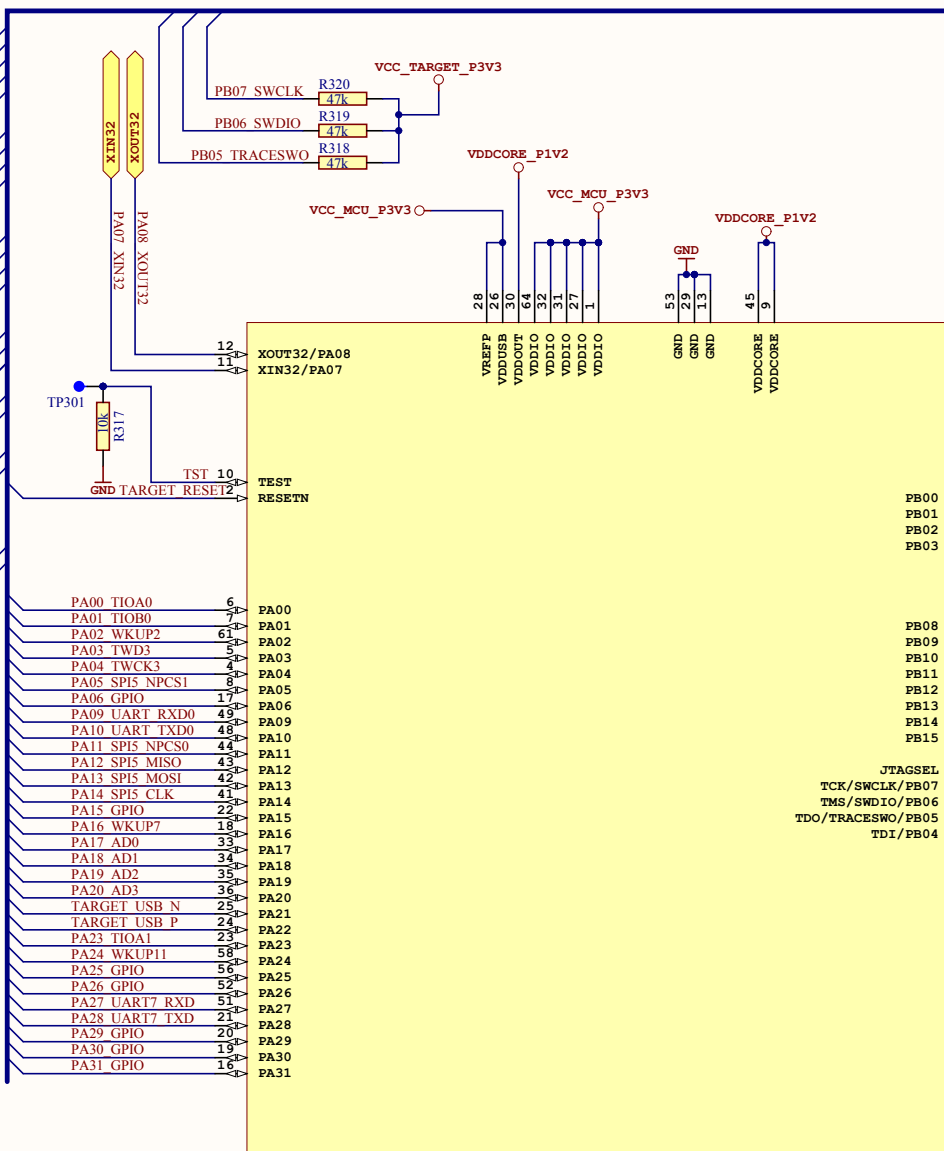 VCC_TARGET_P3V3
R320
PB07_SWCLK
47k
R319
PB06_SWDIO
47k
R318
PB05_TRACESWO
47k
XIN32
XOUT32
PA07_XIN32
PA08_XOUT32
VDDCORE_P1V2
VCC_MCU_P3V3
VCC_MCU_P3V3
VDDCORE_P1V2
GND
28
26
30
64
32
31
27
1
53
29
13
45
9
VREFP
VDDUSB
VDDOUT
VDDIO
VDDIO
VDDIO
VDDIO
VDDIO
GND
GND
GND
VDDCORE
VDDCORE
12 XOUT32/PA08
11 XIN32/PA07
TP301
10k
R317
GND
TST 10 TEST
TARGET_RESET 2 RESETN
PB00
PB01
PB02
PB03
PA00_TIOA0 6 PA00
PA01_TIOB0 7 PA01
PA02_WKUP2 61 PA02
PA03_TWD3 5 PA03
PA04_TWCK3 4 PA04
PA05_SPI5_NPCS1 8 PA05
PA06_GPIO 17 PA06
PA09_UART_RXD0 49 PA09
PA10_UART_TXD0 48 PA10
PA11_SPI5_NPCS0 44 PA11
PA12_SPI5_MISO 43 PA12
PA13_SPI5_MOSI 42 PA13
PA14_SPI5_CLK 41 PA14
PA15_GPIO 22 PA15
PA16_WKUP7 18 PA16
PA17_AD0 33 PA17
PA18_AD1 34 PA18
PA19_AD2 35 PA19
PA20_AD3 36 PA20
TARGET_USB_N 25 PA21
TARGET_USB_P 24 PA22
PA23_TIOA1 23 PA23
PA24_WKUP11 58 PA24
PA25_GPIO 56 PA25
PA26_GPIO 52 PA26
PA27_UART7_RXD 51 PA27
PA28_UART7_TXD 21 PA28
PA29_GPIO 20 PA29
PA30_GPIO 19 PA30
PA31_GPIO 16 PA31
PB08
PB09
PB10
PB11
PB12
PB13
PB14
PB15
JTAGSEL
TCK/SWCLK/PB07
TMS/SWDIO/PB06
TDO/TRACESWO/PB05
TDI/PB04